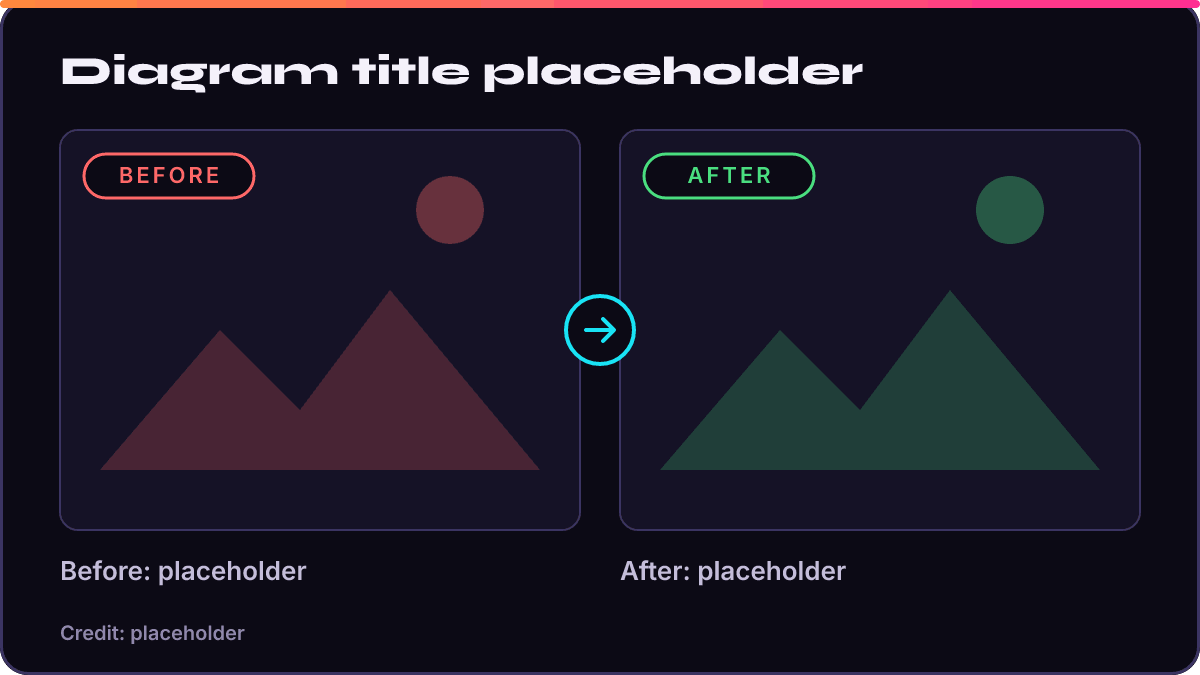 Diagram title placeholder
BEFORE
AFTER
Before: placeholder
After: placeholder
Credit: placeholder